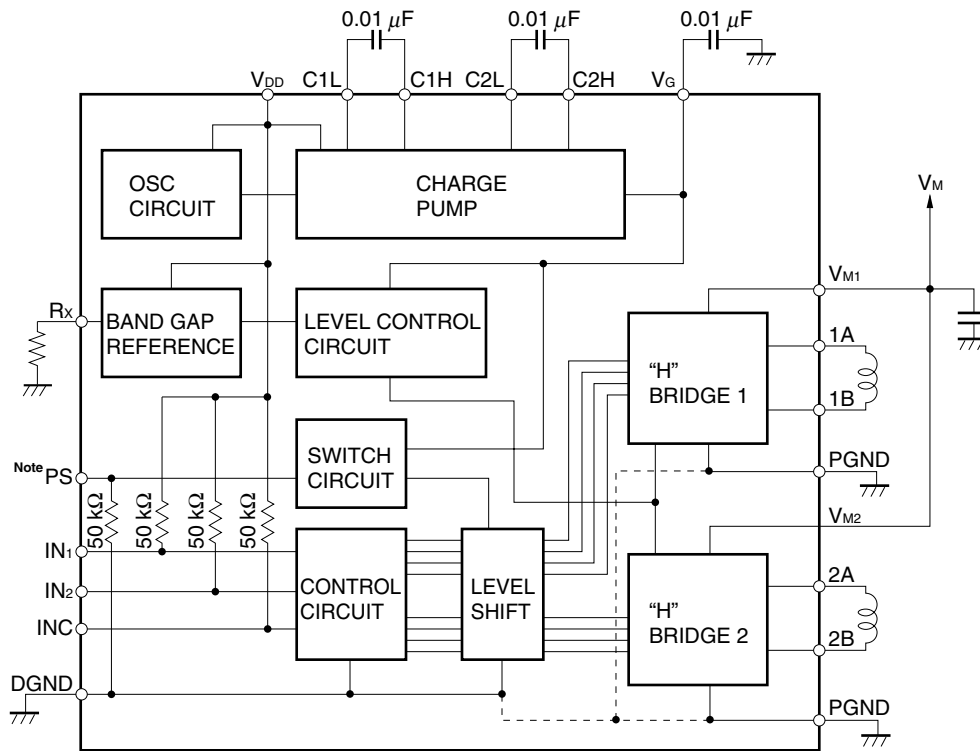 0.01 μF
0.01 μF
0.01 μF
VDD
C1L
C1H
C2L
C2H
VG
OSC
CIRCUIT
CHARGE
PUMP
VM
VM1
RX
BAND GAP
REFERENCE
LEVEL CONTROL
CIRCUIT
“H”
BRIDGE 1
1A
1B
SWITCH
CIRCUIT
Note PS
PGND
50 kΩ
50 kΩ
50 kΩ
50 kΩ
VM2
IN1
IN2
INC
CONTROL
CIRCUIT
LEVEL
SHIFT
“H”
BRIDGE 2
2A
2B
DGND
PGND